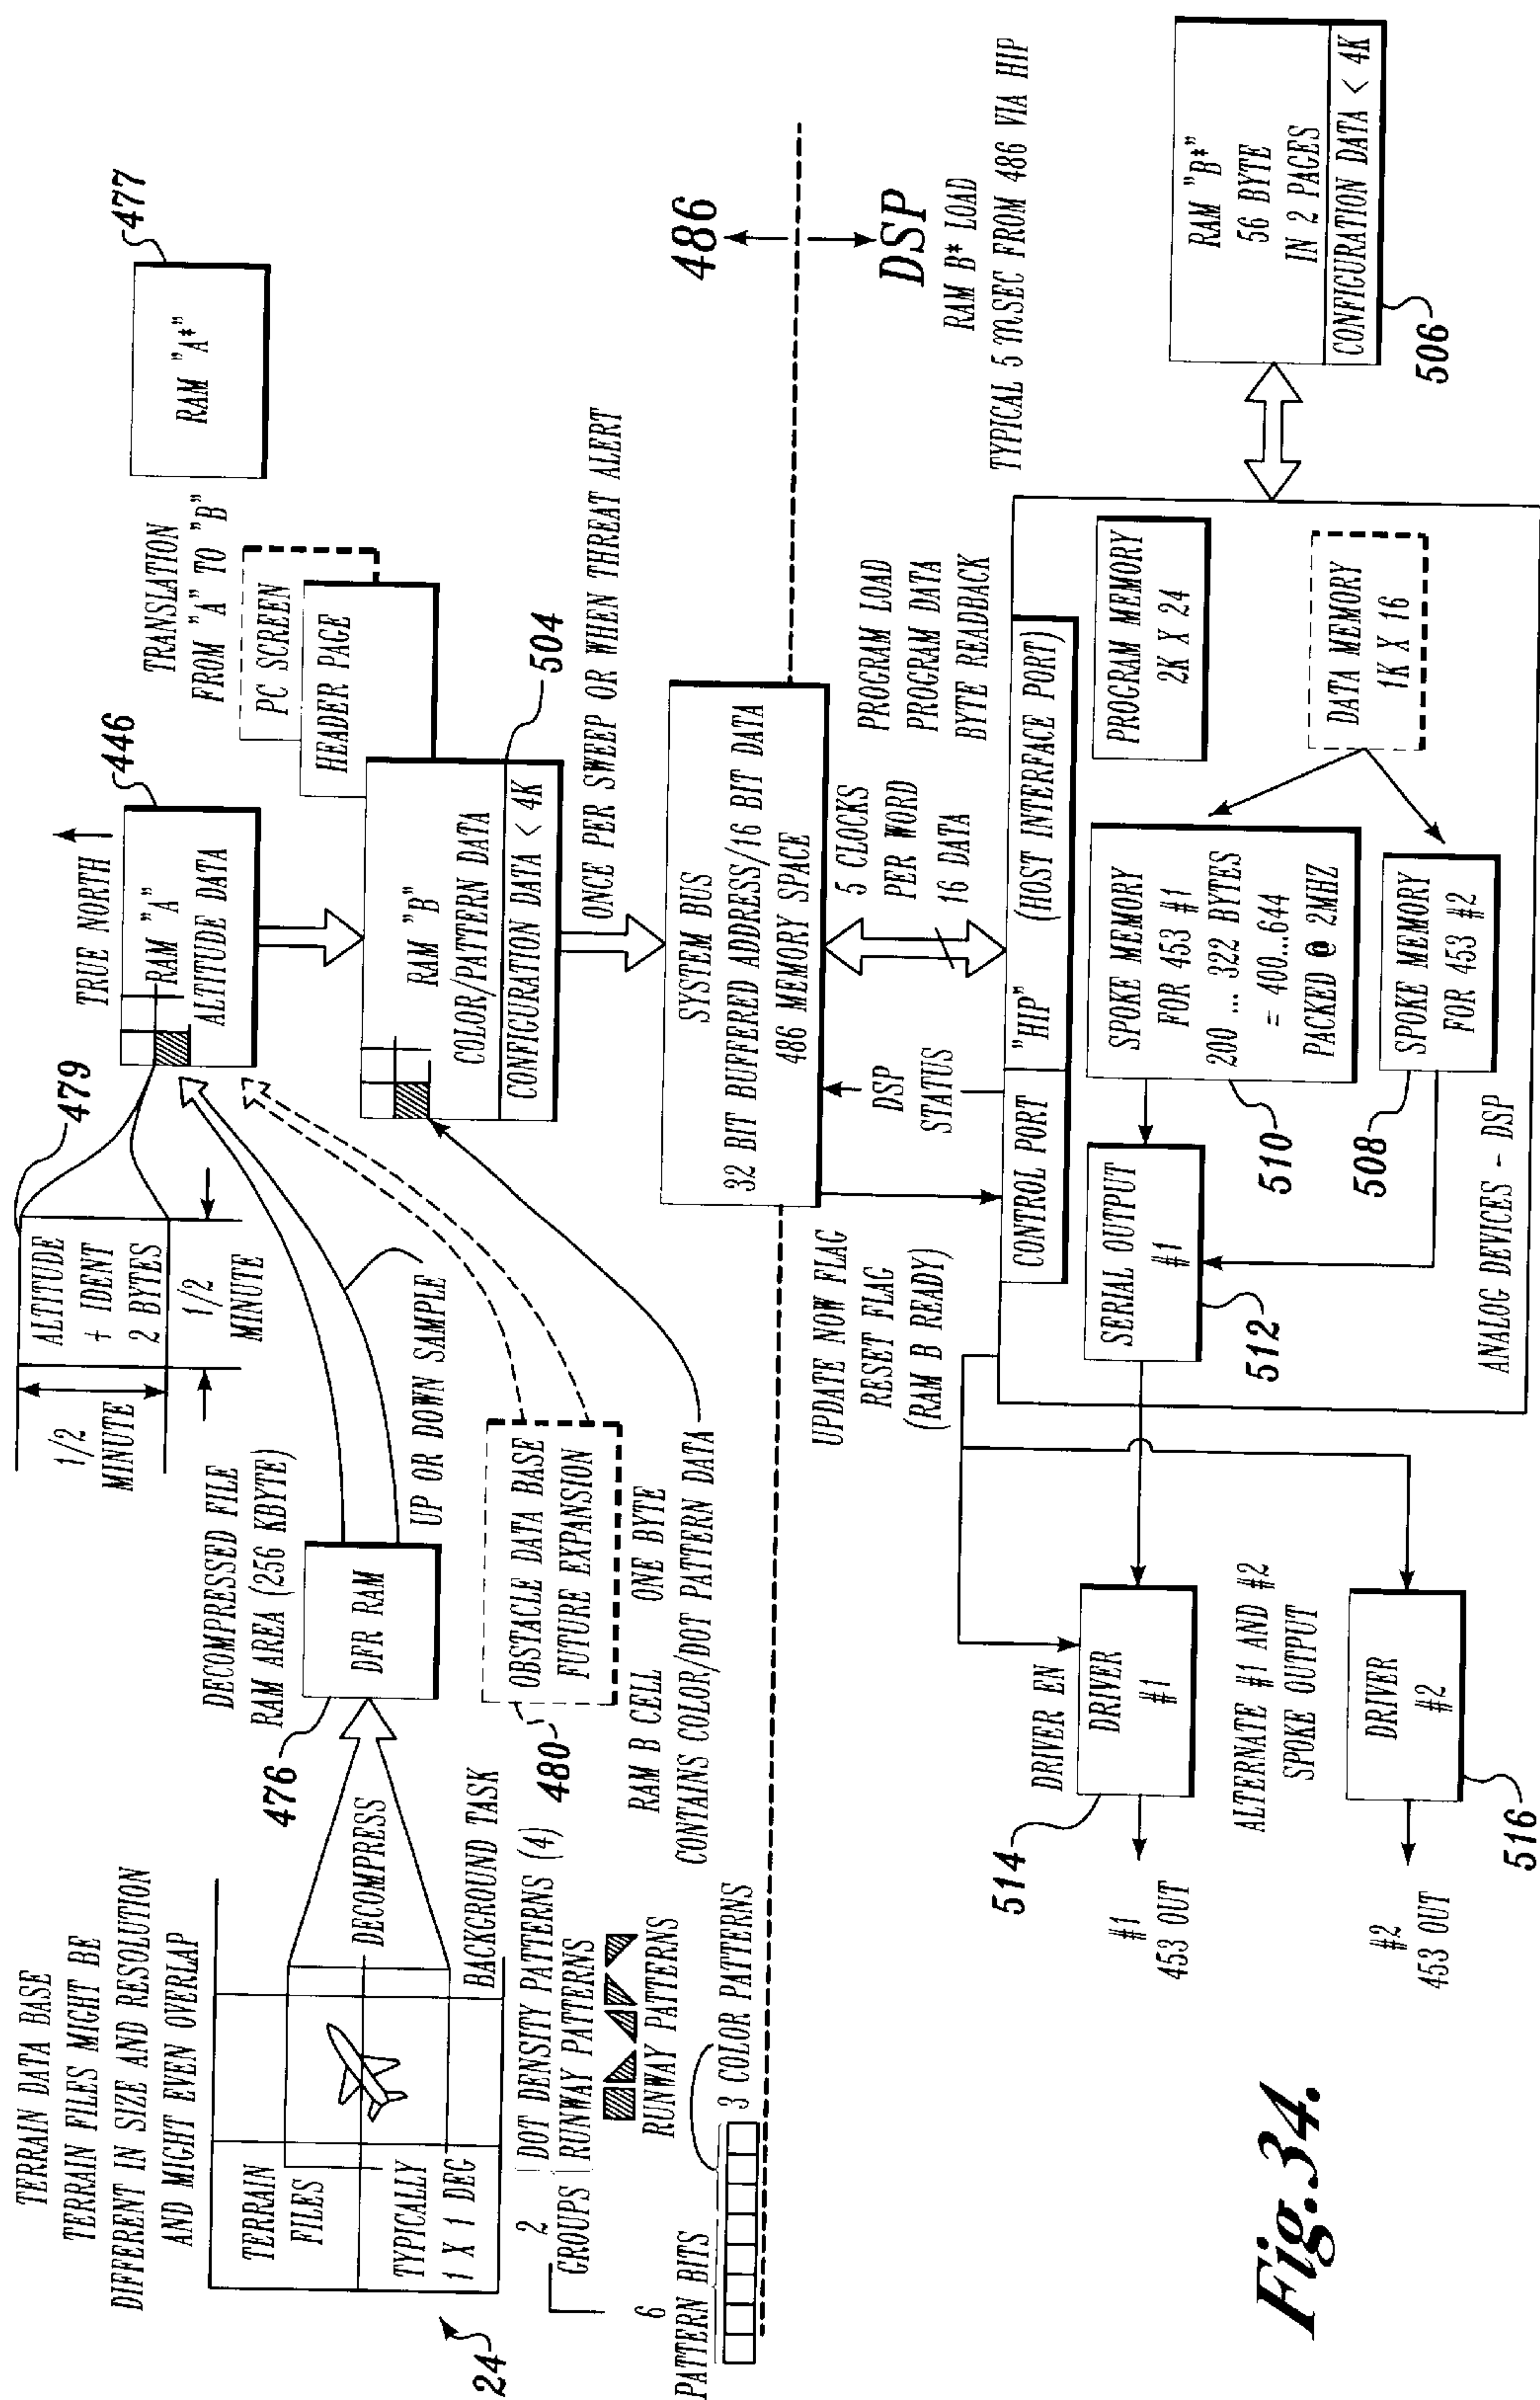 TERRAIN DATA BASE
TERRAIN FILES MIGHT BE
DIFFERENT IN SIZE AND RESOLUTION
AND MIGHT EVEN OVERLAP
TERRAIN
FILES
TYPICALLY
1 X 1 DEG
24
DECOMPRESS
BACKGROUND TASK
DECOMPRESSED FILE
RAM AREA (256 KBYTE)
476
DFR RAM
UP OR DOWN SAMPLE
1/2
MINUTE
ALTITUDE
+ IDENT
2 BYTES
1/2
MINUTE
479
TRUE NORTH
446
RAM "A"
ALTITUDE DATA
TRANSLATION
FROM "A" TO "B"
RAM "A*"
477
PC SCREEN
HEADER PAGE
RAM "B"
COLOR/PATTERN DATA
CONFIGURATION DATA < 4K
504
ONCE PER SWEEP OR WHEN THREAT ALERT
480
OBSTACLE DATA BASE
FUTURE EXPANSION
RAM B CELL ONE BYTE
CONTAINS COLOR/DOT PATTERN DATA
2
GROUPS
DOT DENSITY PATTERNS (4)
RUNWAY PATTERNS
RUNWAY PATTERNS
6
PATTERN BITS
3 COLOR PATTERNS
SYSTEM BUS
32 BIT BUFFERED ADDRESS/16 BIT DATA
486 MEMORY SPACE
486
DSP
RAM B* LOAD
TYPICAL 5 mSEC FROM 486 VIA HIP
UPDATE NOW FLAG
RESET FLAG
(RAM B READY)
DSP
STATUS
5 CLOCKS
PER WORD
16 DATA
PROGRAM LOAD
PROGRAM DATA
BYTE READBACK
CONTROL PORT
"HIP" (HOST INTERFACE PORT)
SERIAL OUTPUT
#1
512
SPOKE MEMORY
FOR 453 #1
200 ... 322 BYTES
= 400...644
PACKED @ 2MHZ
510
PROGRAM MEMORY
2K X 24
DATA MEMORY
1K X 16
SPOKE MEMORY
FOR 453 #2
508
ANALOG DEVICES - DSP
RAM "B*"
56 BYTE
IN 2 PAGES
CONFIGURATION DATA < 4K
506
DRIVER EN
514
DRIVER
#1
#1
453 OUT
ALTERNATE #1 AND #2
SPOKE OUTPUT
DRIVER
#2
516
#2
453 OUT
Fig.34.